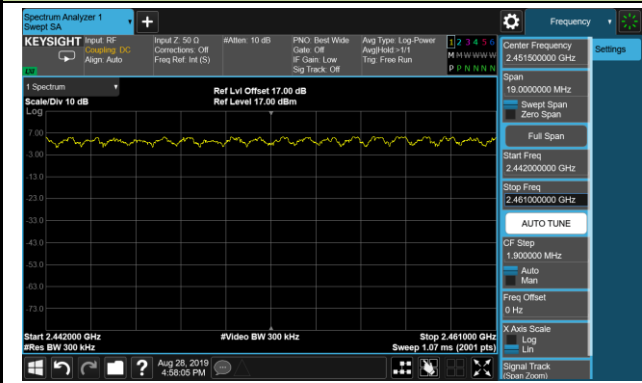 Spectrum Analyzer 1
Swept SA
+
Frequency
KEYSIGHT
Input: RF
Coupling: DC
Align: Auto
Input Z: 50 Ω
Corrections: Off
Freq Ref: Int (S)
#Atten: 10 dB
PNO: Best Wide
Gate: Off
IF Gain: Low
Sig Track: Off
Avg Type: Log-Power
Avg|Hold:>1/1
Trig: Free Run
1 2 3 4 5 6
M M W W W W
P P N N N N
LV
1 Spectrum
Scale/Div 10 dB
Ref Lvl Offset 17.00 dB
Ref Level 17.00 dBm
Log
7.00
-3.00
-13.0
-23.0
-33.0
-43.0
-53.0
-63.0
-73.0
Start 2.442000 GHz
#Res BW 300 kHz
#Video BW 300 kHz
Stop 2.461000 GHz
Sweep 1.07 ms (2001 pts)
Center Frequency
2.451500000 GHz
Settings
Span
19.0000000 MHz
Swept Span
Zero Span
Full Span
Start Freq
2.442000000 GHz
Stop Freq
2.461000000 GHz
AUTO TUNE
CF Step
1.900000 MHz
Auto
Man
Freq Offset
0 Hz
X Axis Scale
Log
Lin
Signal Track
(Span Zoom)
?
Aug 28, 2019
4:58:05 PM